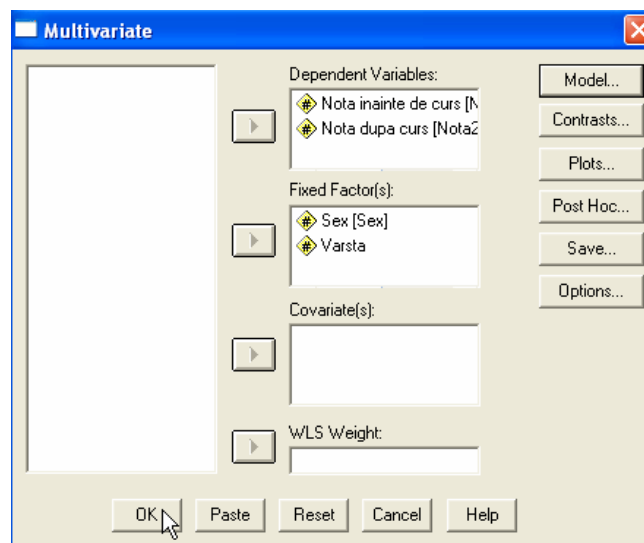 Multivariate
Dependent Variables:
Nota inainte de curs [N
Nota dupa curs [Nota2
Fixed Factor(s):
Sex [Sex]
Varsta
Covariate(s):
WLS Weight:
Model...
Contrasts...
Plots...
Post Hoc...
Save...
Options...
OK
Paste
Reset
Cancel
Help